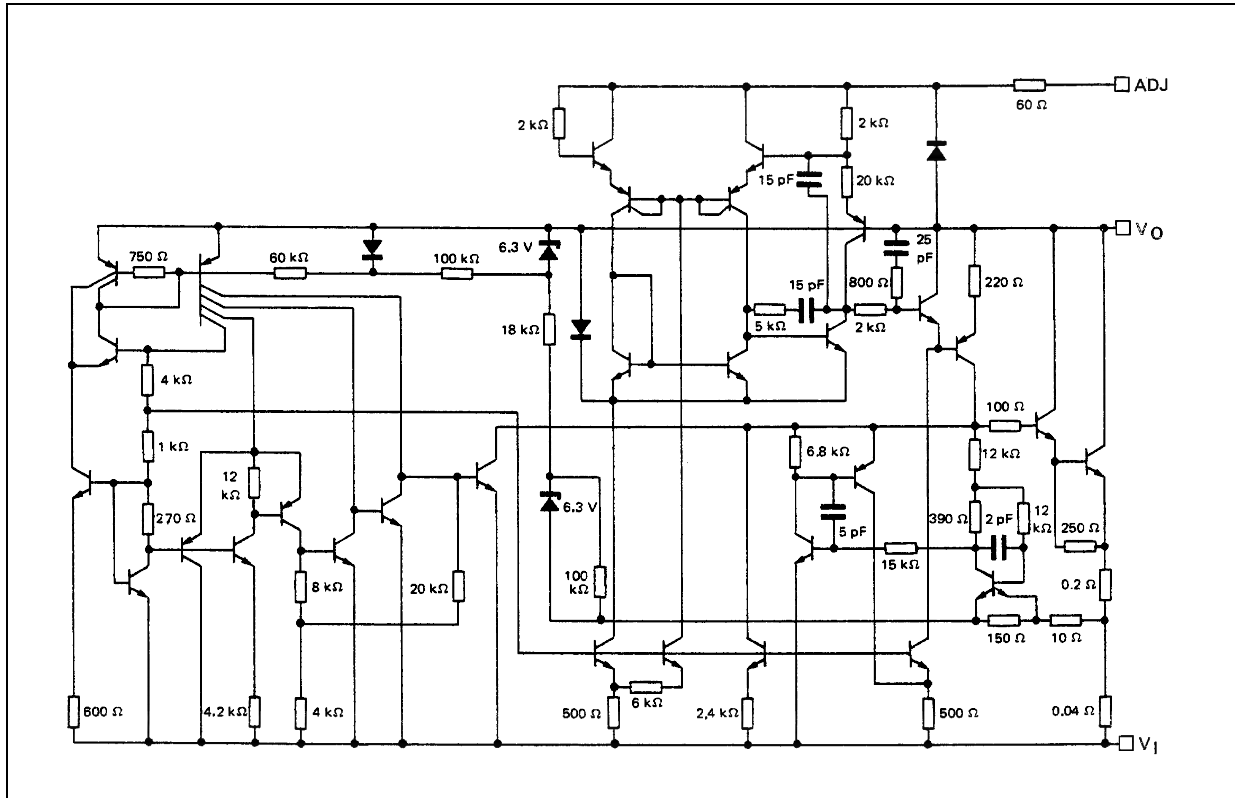 ADJ
60 Ω
2 kΩ
2 kΩ
15 pF
20 kΩ
V O
750 Ω
60 kΩ
100 kΩ
6.3 V
25 pF
15 pF
800 Ω
220 Ω
18 kΩ
5 kΩ
2 kΩ
4 kΩ
100 Ω
1 kΩ
6.8 kΩ
12 kΩ
12 kΩ
6.3 V
270 Ω
5 pF
390 Ω
2 pF
12 kΩ
250 Ω
15 kΩ
8 kΩ
20 kΩ
100 kΩ
0.2 Ω
150 Ω
10 Ω
6 kΩ
600 Ω
4.2 kΩ
4 kΩ
500 Ω
2,4 kΩ
500 Ω
0.04 Ω
V I